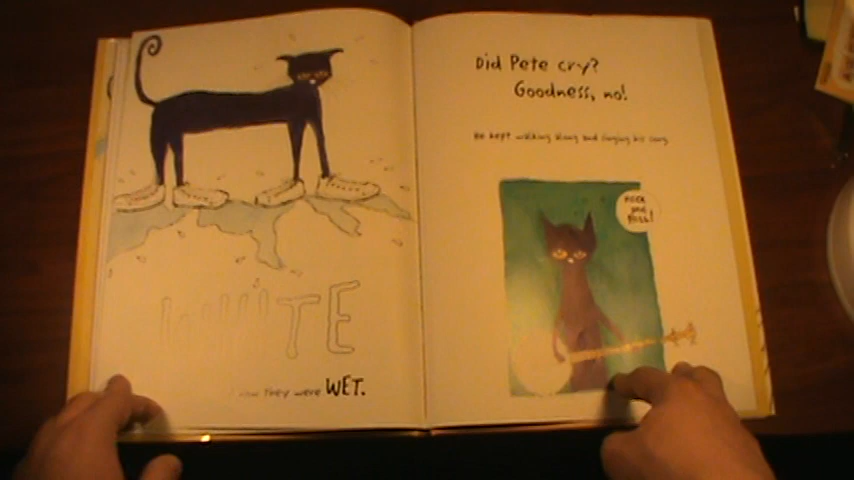 WHITE
now they were WET.
Did Pete cry?
Goodness, no!
He kept walking along and singing his song.
ROCK
and
ROLL!